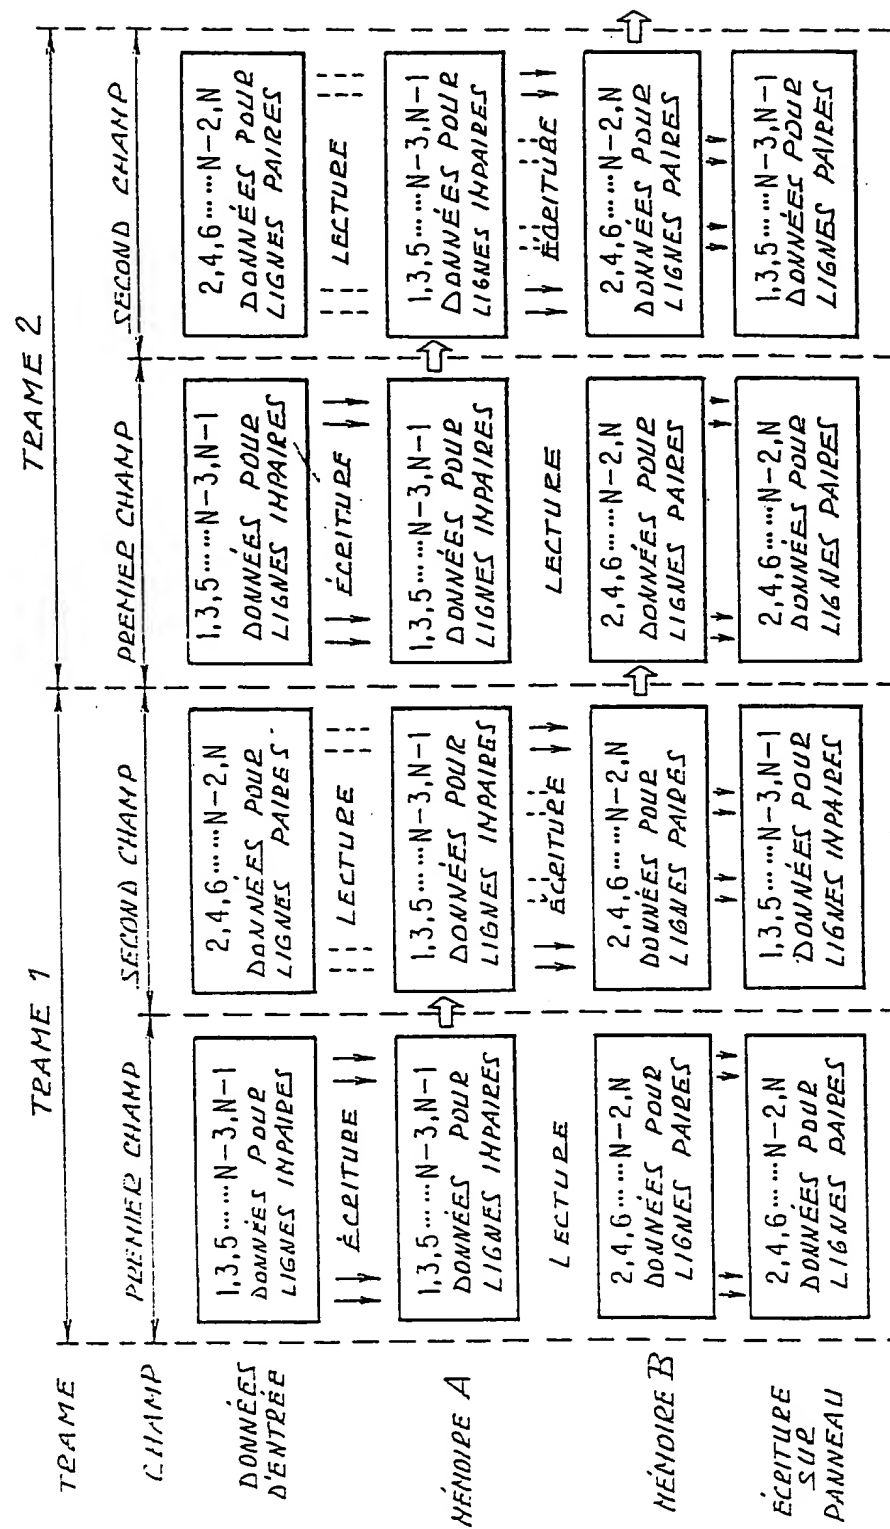 TRAME
TRAME 1
TRAME 2
CHAMP
PREMIER CHAMP
SECOND CHAMP
PREMIER CHAMP
SECOND CHAMP
DONNÉES
D'ENTRÉE
1,3,5······N-3,N-1
DONNÉES POUR
LIGNES IMPAIRES
2,4,6······N-2,N
DONNÉES POUR
LIGNES PAIRES
1,3,5······N-3,N-1
DONNÉES POUR
LIGNES IMPAIRES
2,4,6······N-2,N
DONNÉES POUR
LIGNES PAIRES
ÉCRITURE
LECTURE
ÉCRITURE
LECTURE
MÉMOIRE A
1,3,5······N-3,N-1
DONNÉES POUR
LIGNES IMPAIRES
1,3,5······N-3,N-1
DONNÉES POUR
LIGNES IMPAIRES
1,3,5······N-3,N-1
DONNÉES POUR
LIGNES IMPAIRES
1,3,5······N-3,N-1
DONNÉES POUR
LIGNES IMPAIRES
LECTURE
ÉCRITURE
LECTURE
ÉCRITURE
MÉMOIRE B
2,4,6······N-2,N
DONNÉES POUR
LIGNES PAIRES
2,4,6······N-2,N
DONNÉES POUR
LIGNES PAIRES
2,4,6······N-2,N
DONNÉES POUR
LIGNES PAIRES
2,4,6······N-2,N
DONNÉES POUR
LIGNES PAIRES
ÉCRITURE
SUR
PANNEAU
2,4,6······N-2,N
DONNÉES POUR
LIGNES PAIRES
1,3,5······N-3,N-1
DONNÉES POUR
LIGNES INPAIRES
2,4,6······N-2,N
DONNÉES POUR
LIGNES PAIRES
1,3,5······N-3,N-1
DONNÉES POUR
LIGNES PAIRES